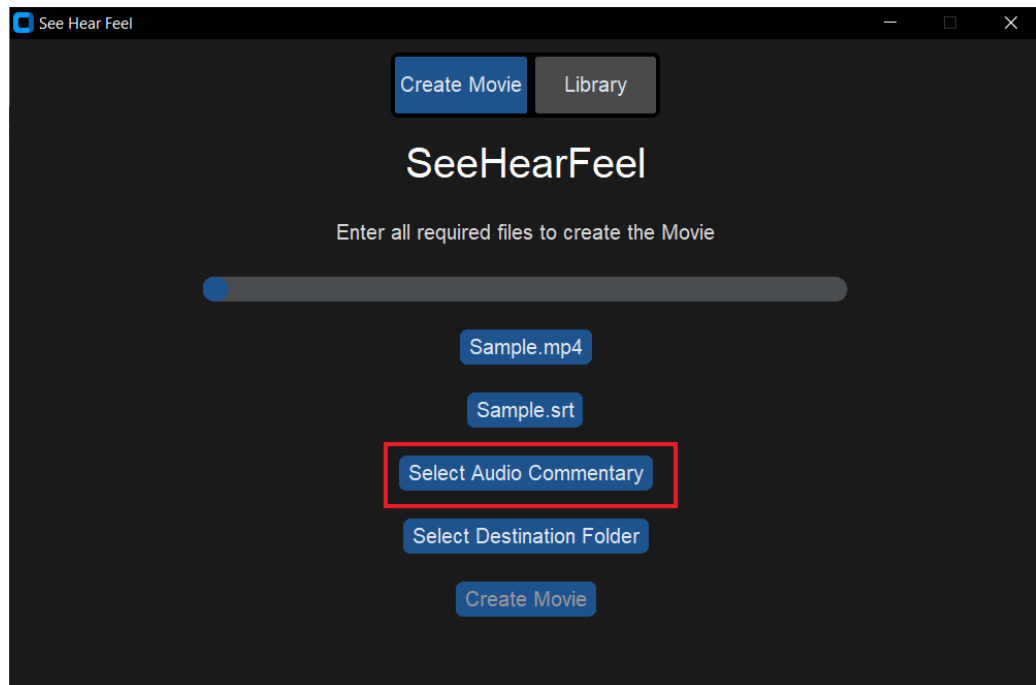 See Hear Feel
Create Movie Library
SeeHearFeel
Enter all required files to create the Movie
Sample.mp4
Sample.srt
Select Audio Commentary
Select Destination Folder
Create Movie